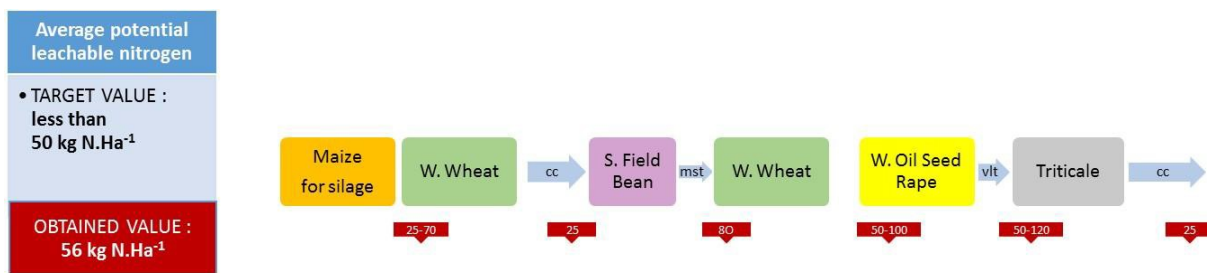 Average potential
leachable nitrogen
• TARGET VALUE :
less than
50 kg N.Ha-1
OBTAINED VALUE :
56 kg N.Ha-1
Maize
for silage
W. Wheat
cc
S. Field
Bean
mst
W. Wheat
W. Oil Seed
Rape
vlt
Triticale
cc
25-70
25
8O
50-100
50-120
25